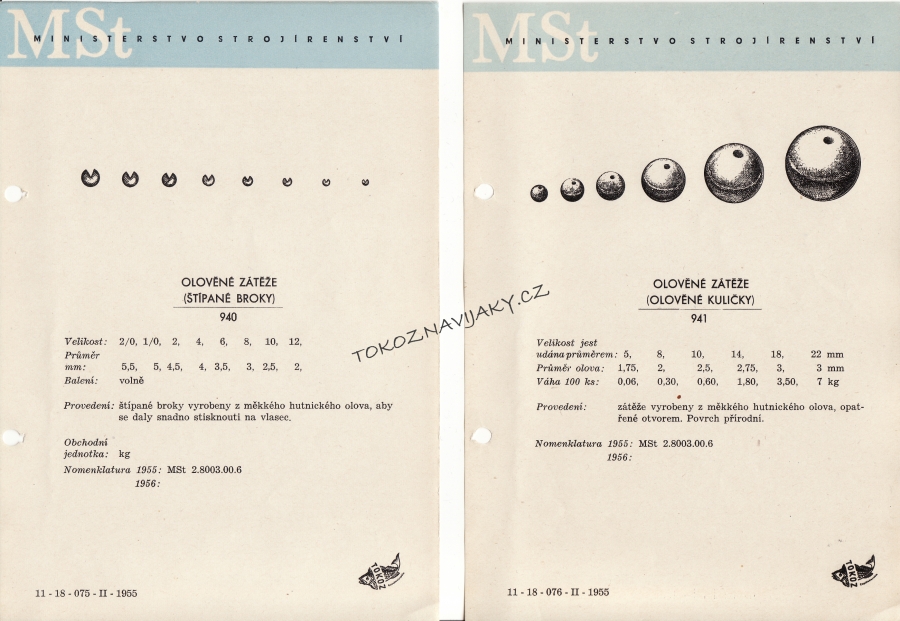 MSt
MINISTERSTVO STROJÍRENSTVÍ
OLOVĚNÉ ZÁTĚŽE
(ŠTÍPANÉ BROKY)
940
Velikost: 2/0, 1/0, 2, 4, 6, 8, 10, 12,
Průměr
mm: 5,5, 5, 4,5, 4, 3,5, 3, 2,5, 2,
Balení: volně
Provedení: štípané broky vyrobeny z měkkého hutnického olova, aby
se daly snadno stisknouti na vlasec.
Obchodní
jednotka: kg
Nomenklatura 1955: MSt 2.8003.00.6
1956:
TOKOZ
11 - 18 - 075 - II - 1955
TOKOZNAVIJAKY.CZ
MSt
MINISTERSTVO STROJÍRENSTVÍ
OLOVĚNÉ ZÁTĚŽE
(OLOVĚNÉ KULIČKY)
941
Velikost jest
udána průměrem: 5, 8, 10, 14, 18, 22 mm
Průměr olova: 1,75, 2, 2,5, 2,75, 3, 3 mm
Váha 100 ks: 0,06, 0,30, 0,60, 1,80, 3,50, 7 kg
Provedení: zátěže vyrobeny z měkkého hutnického olova, opat-
řené otvorem. Povrch přírodní.
Nomenklatura 1955: MSt 2.8003.00.6
1956:
TOKOZ
11 - 18 - 076 - II - 1955